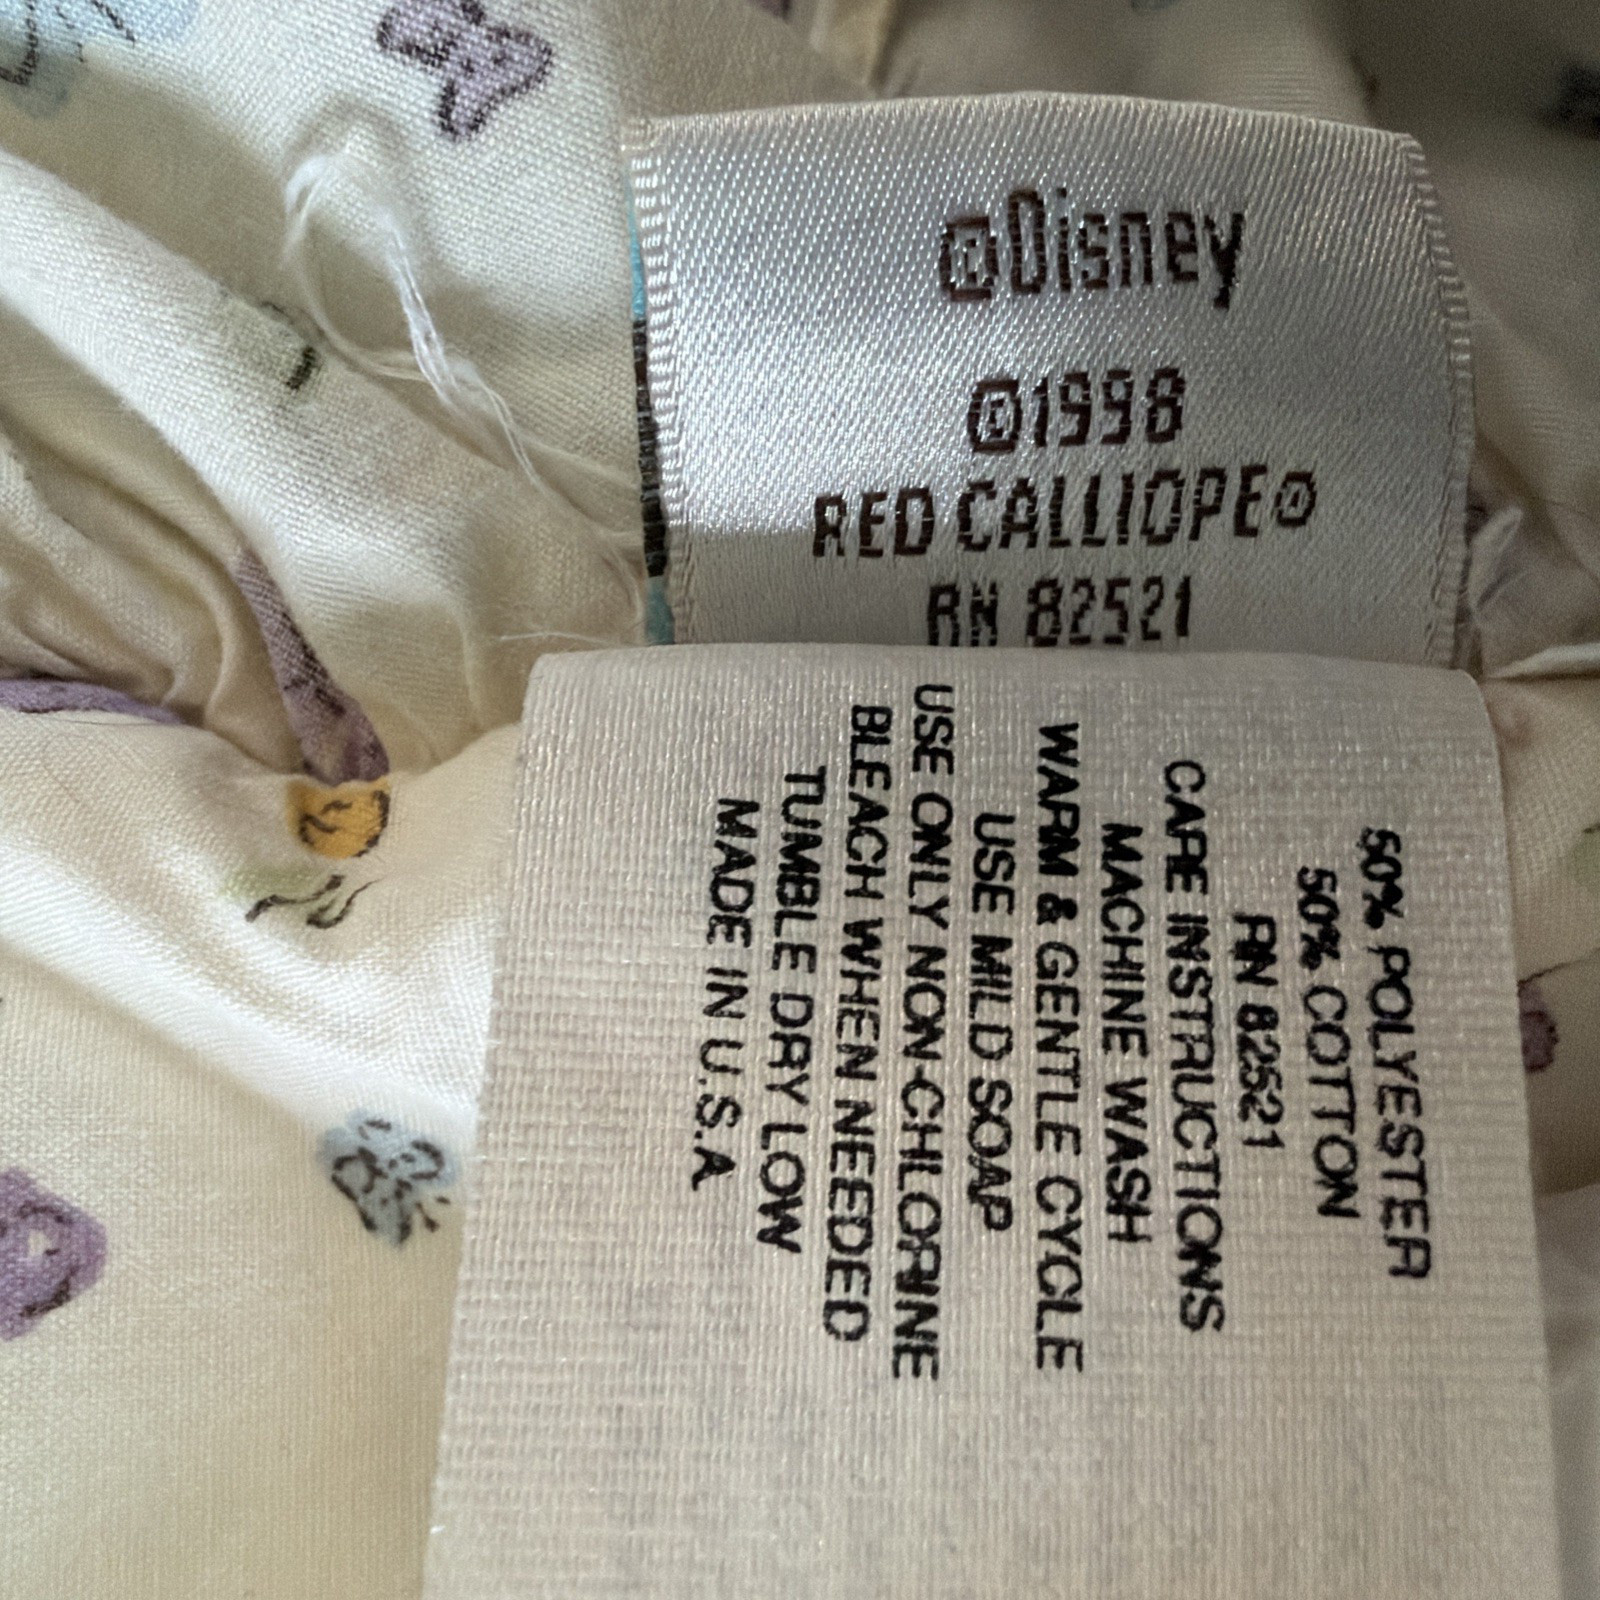 ©Disney
©1998
RED CALLIOPE®
RN 82521
50% POLYESTER
50% COTTON
RN 82521
CARE INSTRUCTIONS
MACHINE WASH
WARM & GENTLE CYCLE
USE MILD SOAP
USE ONLY NON-CHLORINE
BLEACH WHEN NEEDED
TUMBLE DRY LOW
MADE IN U.S.A.